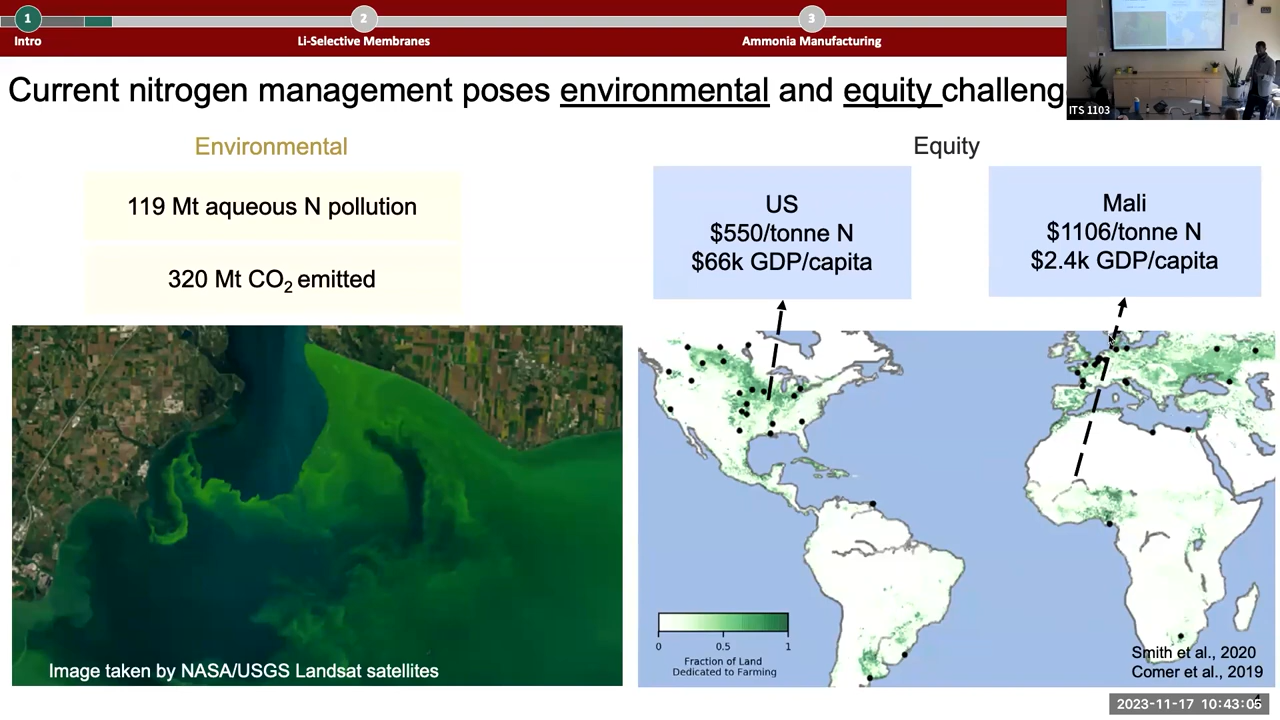 1
2
3
Intro
Li-Selective Membranes
Ammonia Manufacturing
ITS 1103
Current nitrogen management poses environmental and equity challeng
Environmental
119 Mt aqueous N pollution
320 Mt CO₂ emitted
Image taken by NASA/USGS Landsat satellites
Equity
US
$550/tonne N
$66k GDP/capita
Mali
$1106/tonne N
$2.4k GDP/capita
0 0.5 1
Fraction of Land
Dedicated to Farming
Smith et al., 2020
Comer et al., 2019
2023-11-17 10:43:05